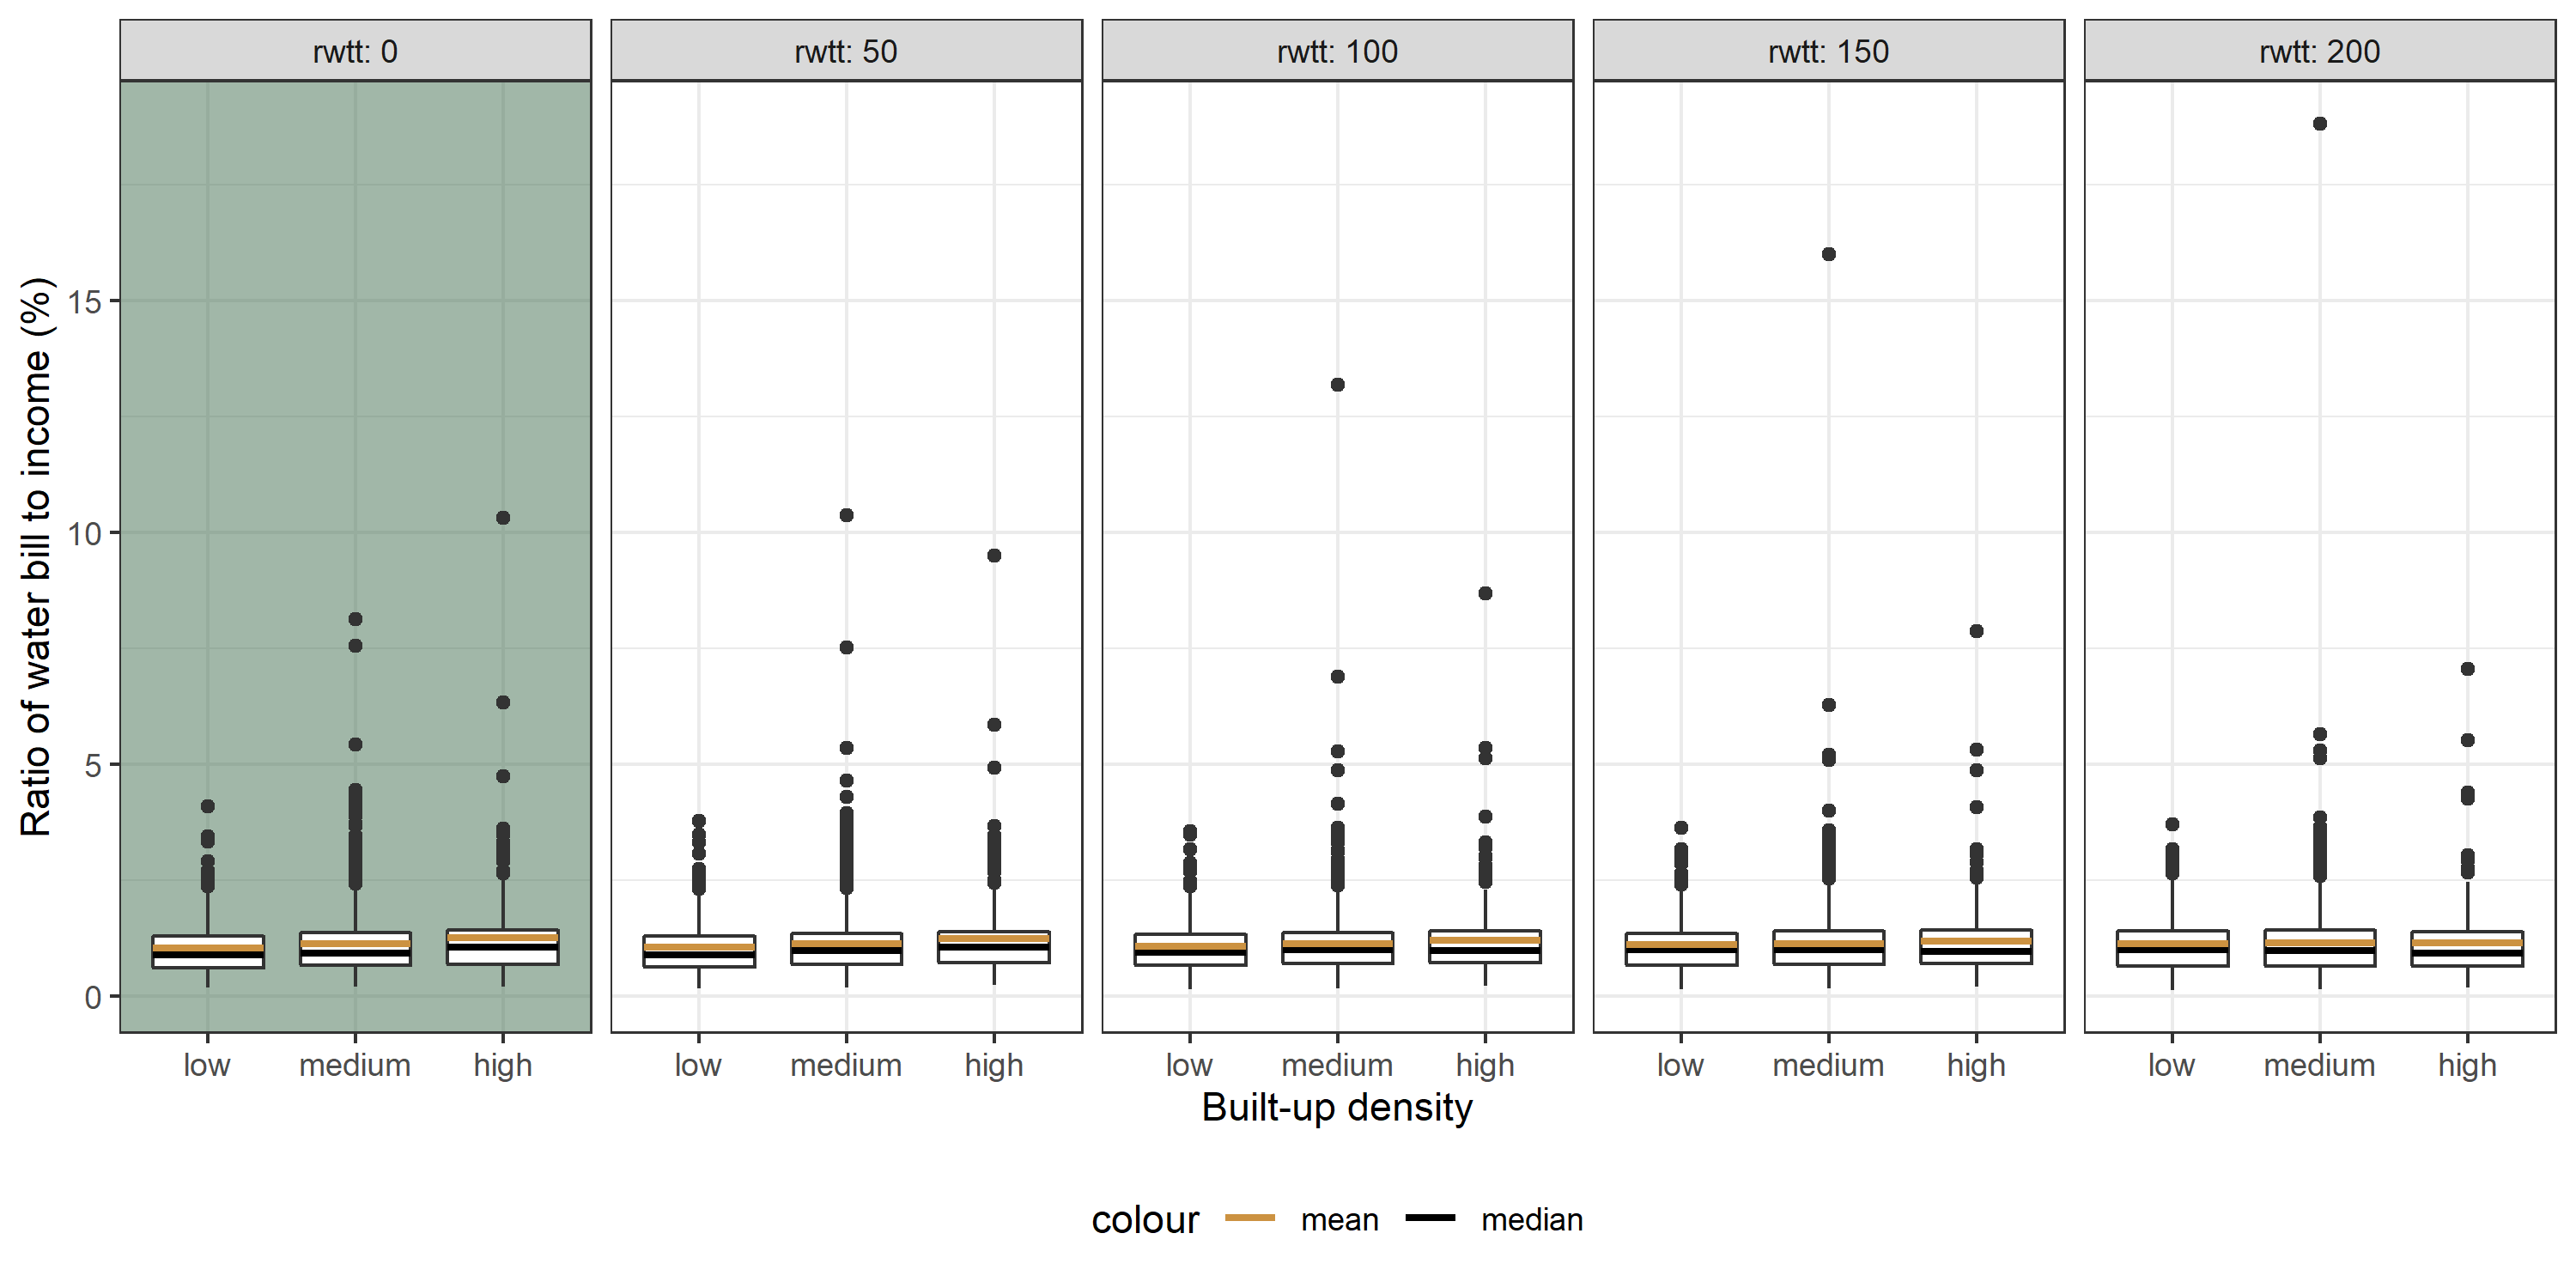 rwtt: 0
rwtt: 50
rwtt: 100
rwtt: 150
rwtt: 200
Ratio of water bill to income (%)
15
10
5
0
low medium high
low medium high
low medium high
low medium high
low medium high
Built-up density
colour mean median